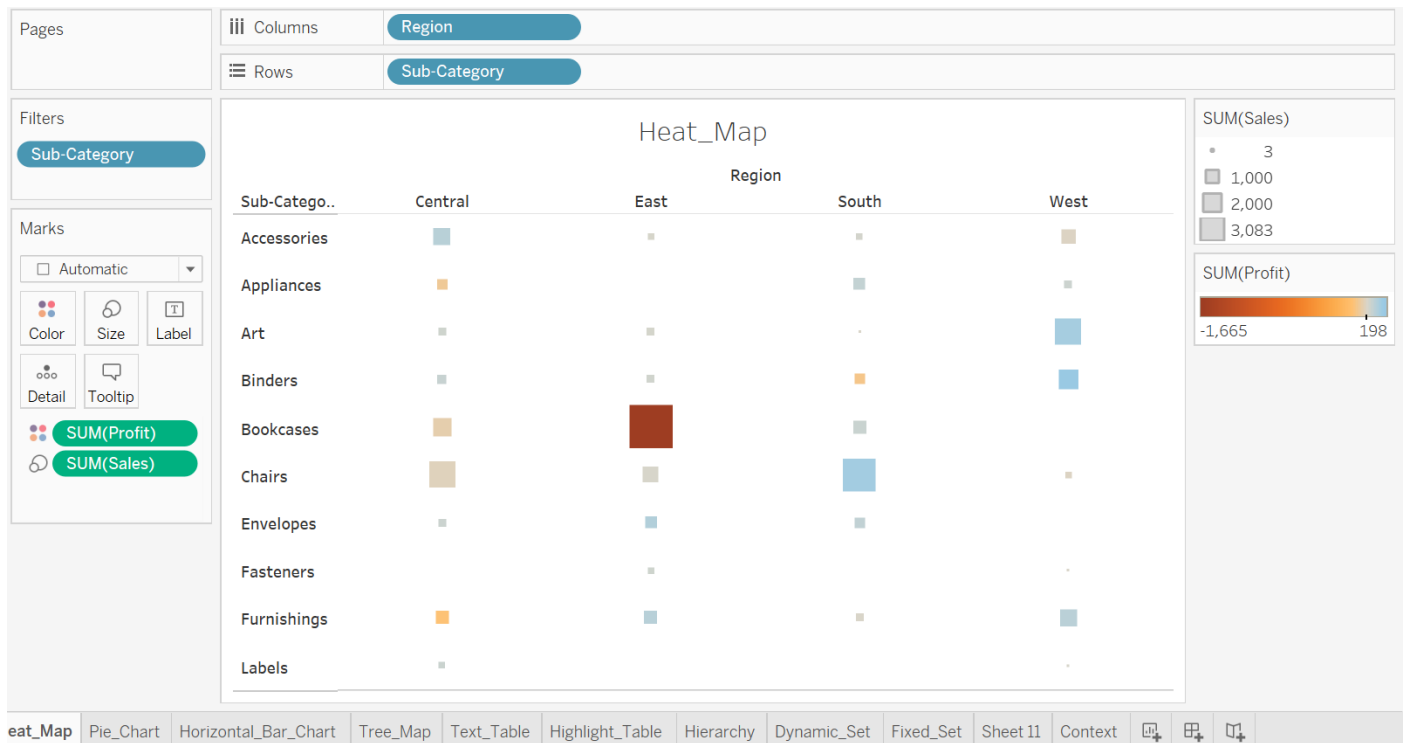 Pages
Columns
Region
Rows
Sub-Category
Filters
Sub-Category
Marks
Automatic
Color
Size
T
Label
Detail
Tooltip
SUM(Profit)
SUM(Sales)
Heat_Map
Region
Sub-Catego..
Central
East
South
West
Accessories
Appliances
Art
Binders
Bookcases
Chairs
Envelopes
Fasteners
Furnishings
Labels
SUM(Sales)
3
1,000
2,000
3,083
SUM(Profit)
-1,665
198
eat_Map
Pie_Chart
Horizontal_Bar_Chart
Tree_Map
Text_Table
Highlight_Table
Hierarchy
Dynamic_Set
Fixed_Set
Sheet 11
Context